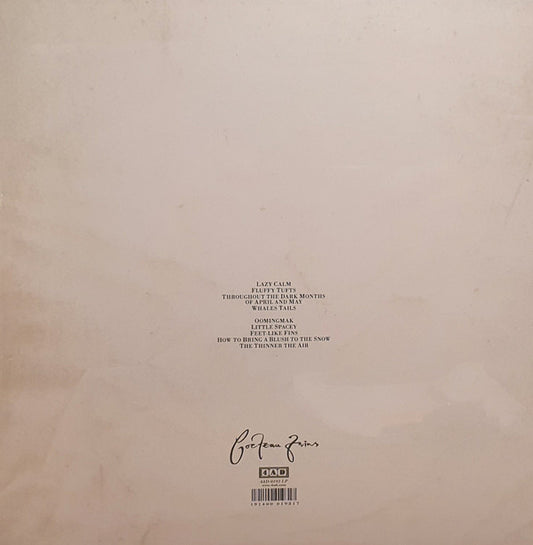 LAZY CALM
FLUFFY TUFTS
THROUGHOUT THE DARK MONTHS
OF APRIL AND MAY
WHALES TAILS
OOMINGMAK
LITTLE SPACEY
FEET-LIKE FINS
HOW TO BRING A BLUSH TO THE SNOW
THE THINNER THE AIR
Cocteau Twins
4AD